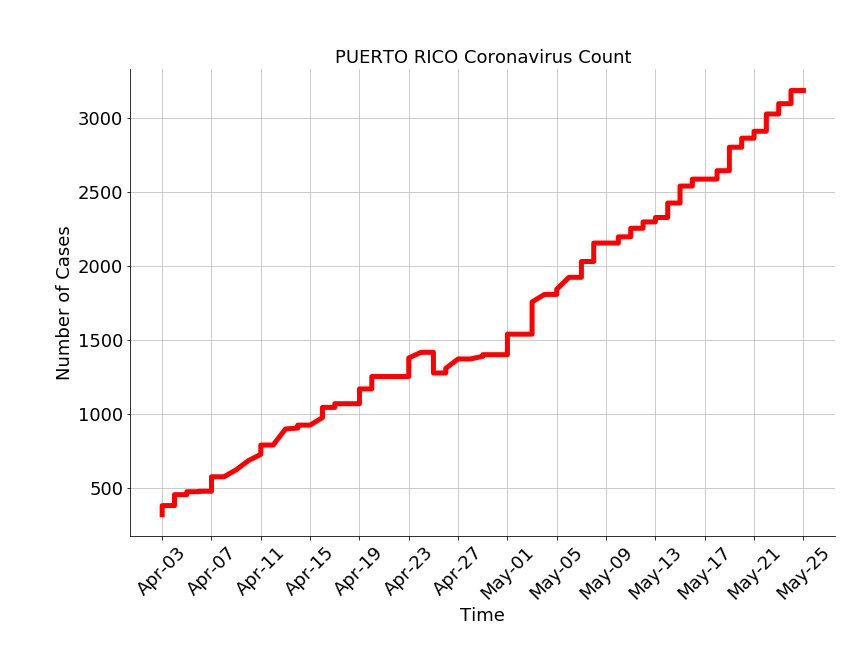 PUERTO RICO Coronavirus Count
3000
2500
2000
1500
1000
500
Number of Cases
Apr-03
Apr-07
Apr-11
Apr-15
Apr-19
Apr-23
Apr-27
May-01
May-05
May-09
May-13
May-17
May-21
May-25
Time